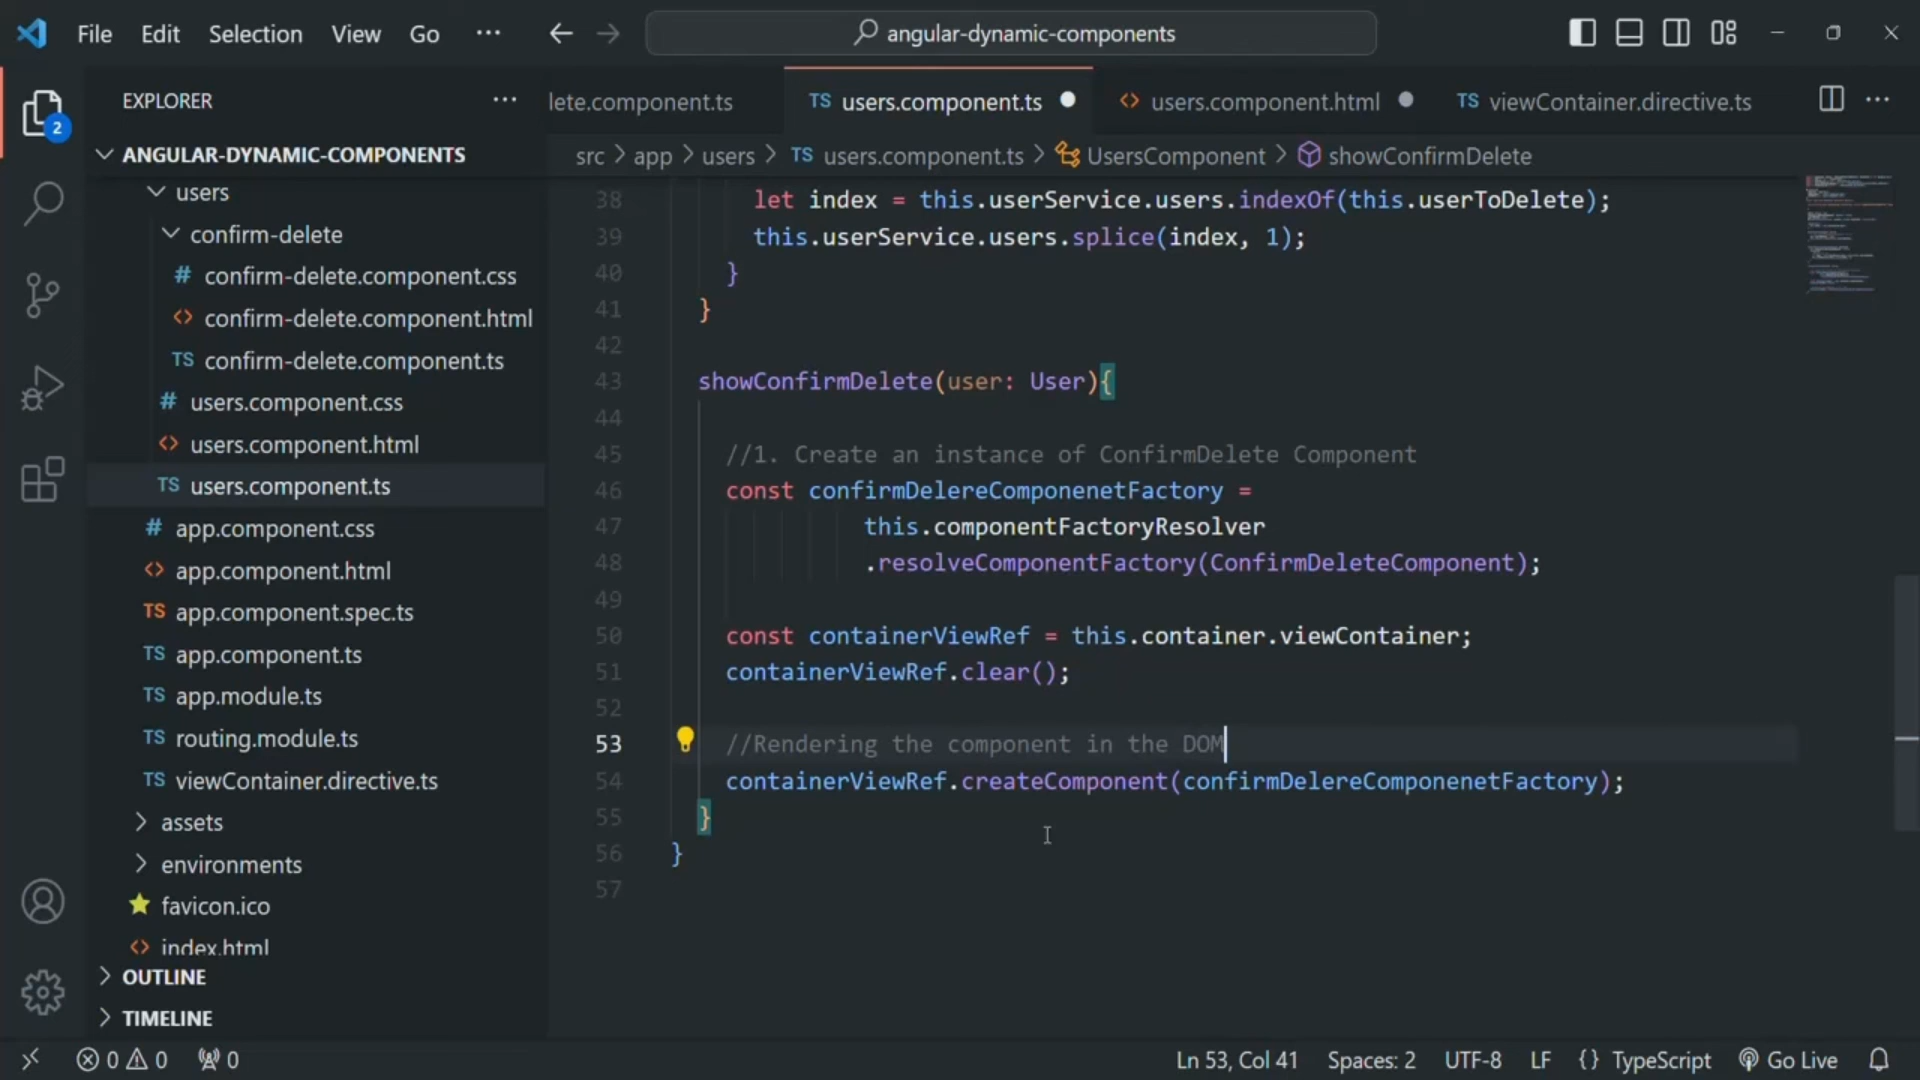 File Edit Selection View Go ··· angular-dynamic-components
EXPLORER ···
2
ANGULAR-DYNAMIC-COMPONENTS
users
confirm-delete
# confirm-delete.component.css
<> confirm-delete.component.html
TS confirm-delete.component.ts
# users.component.css
<> users.component.html
TS users.component.ts
# app.component.css
<> app.component.html
TS app.component.spec.ts
TS app.component.ts
TS app.module.ts
TS routing.module.ts
TS viewContainer.directive.ts
assets
environments
favicon.ico
<> index.html
OUTLINE
TIMELINE
lete.component.ts TS users.component.ts <> users.component.html TS viewContainer.directive.ts ···
src > app > users > TS users.component.ts > UsersComponent > showConfirmDelete
38 let index = this.userService.users.indexOf(this.userToDelete);
39 this.userService.users.splice(index, 1);
40 }
41 }
42
43 showConfirmDelete(user: User){
44
45 //1. Create an instance of ConfirmDelete Component
46 const confirmDelereComponenetFactory =
47 this.componentFactoryResolver
48 .resolveComponentFactory(ConfirmDeleteComponent);
49
50 const containerViewRef = this.container.viewContainer;
51 containerViewRef.clear();
52
53 //Rendering the component in the DOM
54 containerViewRef.createComponent(confirmDelereComponenetFactory);
55 }
56 }
57
0 0 0 Ln 53, Col 41 Spaces: 2 UTF-8 LF {} TypeScript Go Live